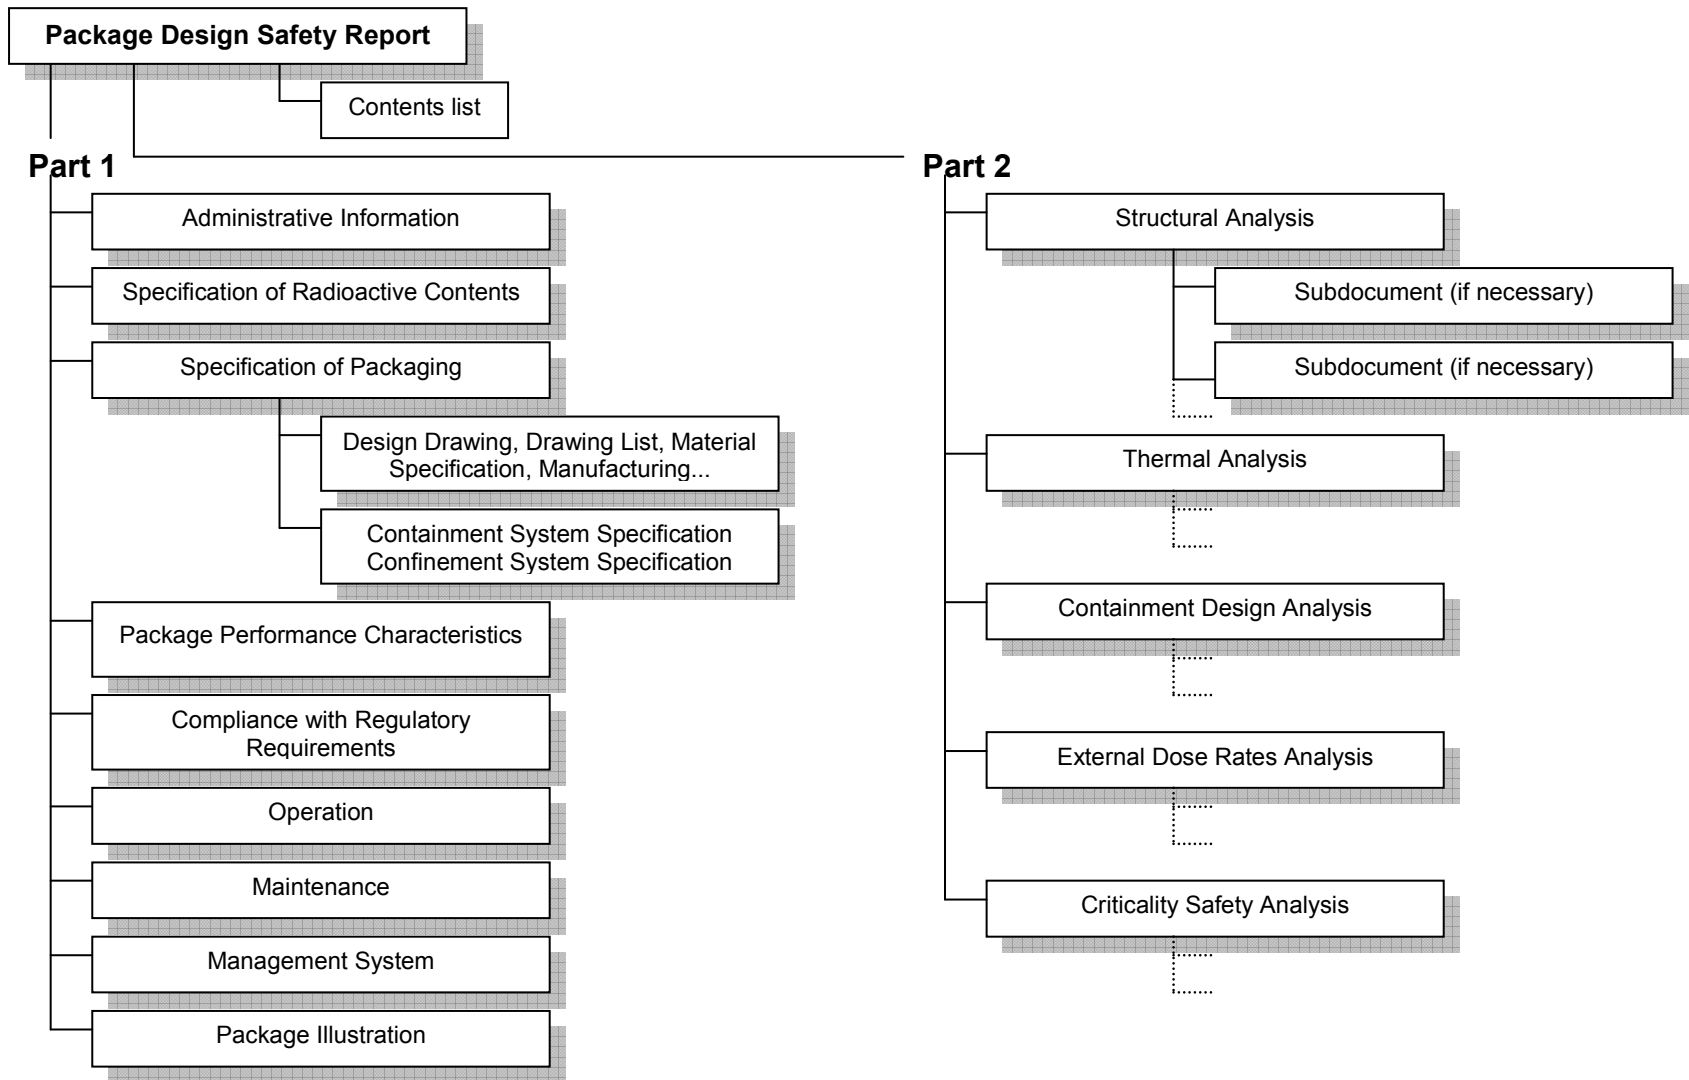 Package Design Safety Report
Contents list
Part 1
Administrative Information
Specification of Radioactive Contents
Specification of Packaging
Design Drawing, Drawing List, Material
Specification, Manufacturing...
Containment System Specification
Confinement System Specification
Package Performance Characteristics
Compliance with Regulatory
Requirements
Operation
Maintenance
Management System
Package Illustration
Part 2
Structural Analysis
Subdocument (if necessary)
Subdocument (if necessary)
Thermal Analysis
Containment Design Analysis
External Dose Rates Analysis
Criticality Safety Analysis